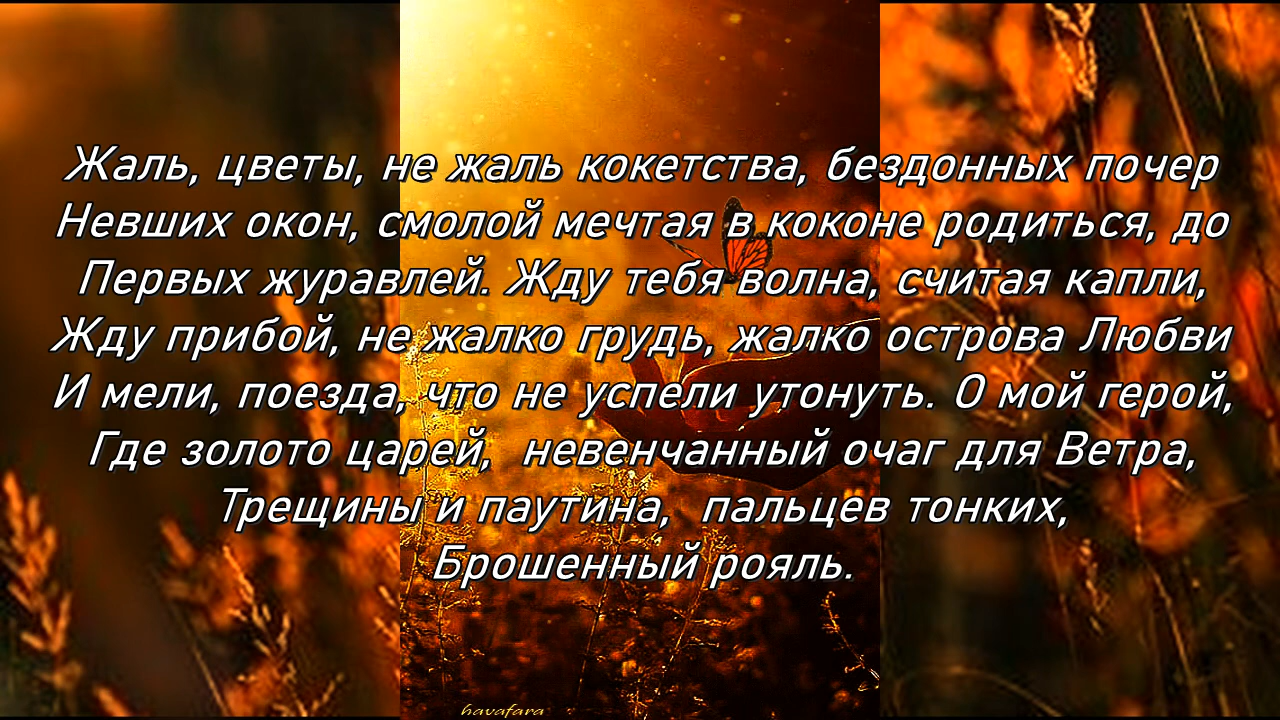 Жаль, цветы, не жаль кокетства, бездонных почер
Невших окон, смолой мечтая в коконе родиться, до
Первых журавлей. Жду тебя волна, считая капли,
Жду прибой, не жалко грудь, жалко острова Любви
И мели, поезда, что не успели утонуть. О мой герой,
Где золото царей, невенчанный очаг для Ветра,
Трещины и паутина, пальцев тонких,
Брошенный рояль.
havafara